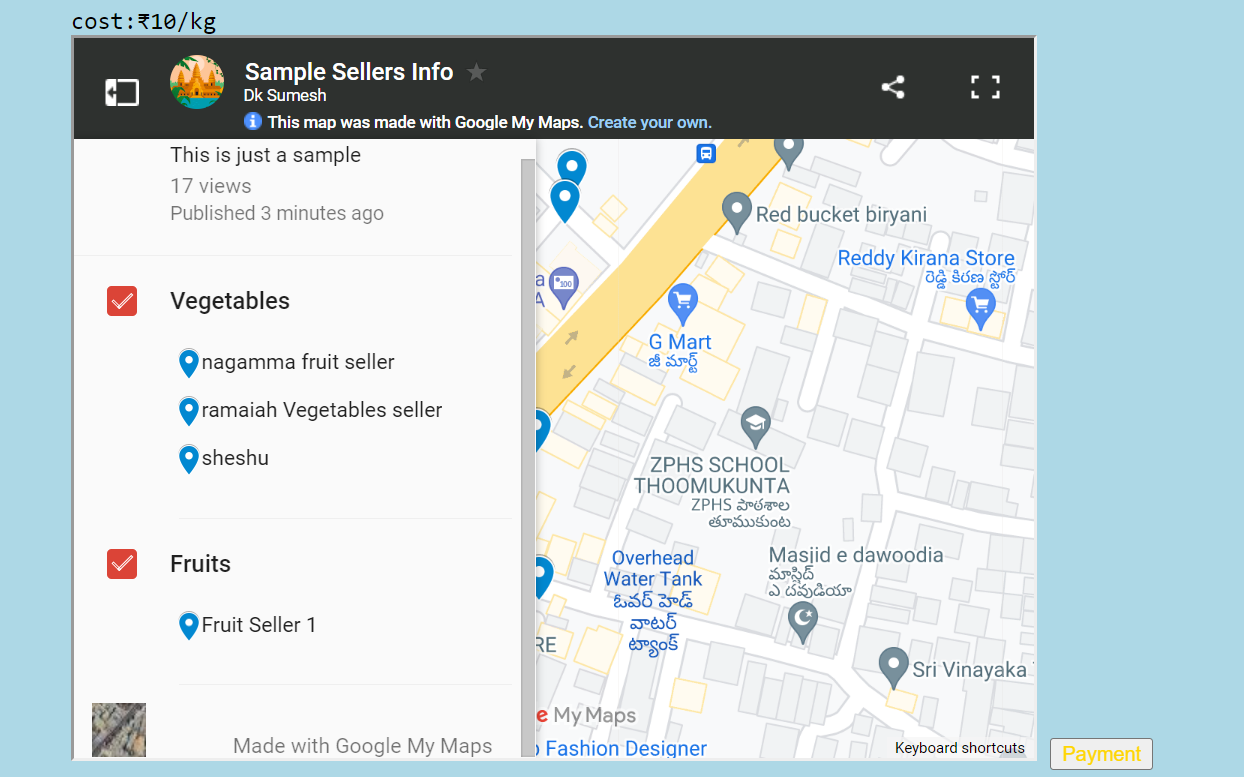 cost:₹10/kg
Sample Sellers Info
Dk Sumesh
This map was made with Google My Maps. Create your own.
This is just a sample
17 views
Published 3 minutes ago
Vegetables
nagamma fruit seller
ramaiah Vegetables seller
sheshu
Fruits
Fruit Seller 1
Made with Google My Maps
Red bucket biryani
Reddy Kirana Store
రెడ్డి కిరణ స్టోర్
a
A
100
G Mart
జీ మార్ట్
ZPHS SCHOOL
THOOMUKUNTA
ZPHS పాఠశాల
తూముకుంట
Overhead
Water Tank
ఓవర్ హెడ్
వాటర్
ట్యాంక్
Masjid e dawoodia
మాస్జిద్
ఎ దవుడియా
RE
Sri Vinayaka
e My Maps
Fashion Designer
Keyboard shortcuts
Payment